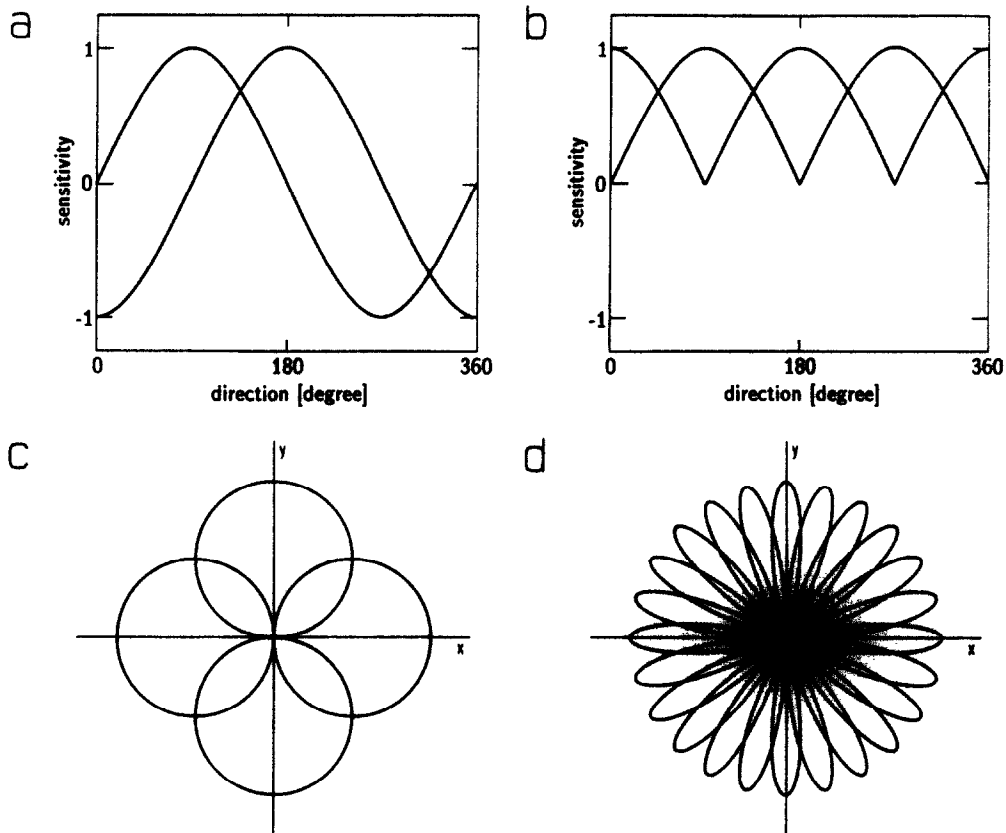 a
1
0
-1
sensitivity
0
180
360
direction [degree]
b
1
0
-1
sensitivity
0
180
360
direction [degree]
c
y
x
d
y
x